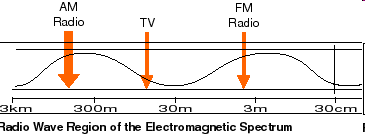 AM
Radio
TV
FM
Radio
3km 300m 30m 3m 30cm
Radio Wave Region of the Electromagnetic Spectrum